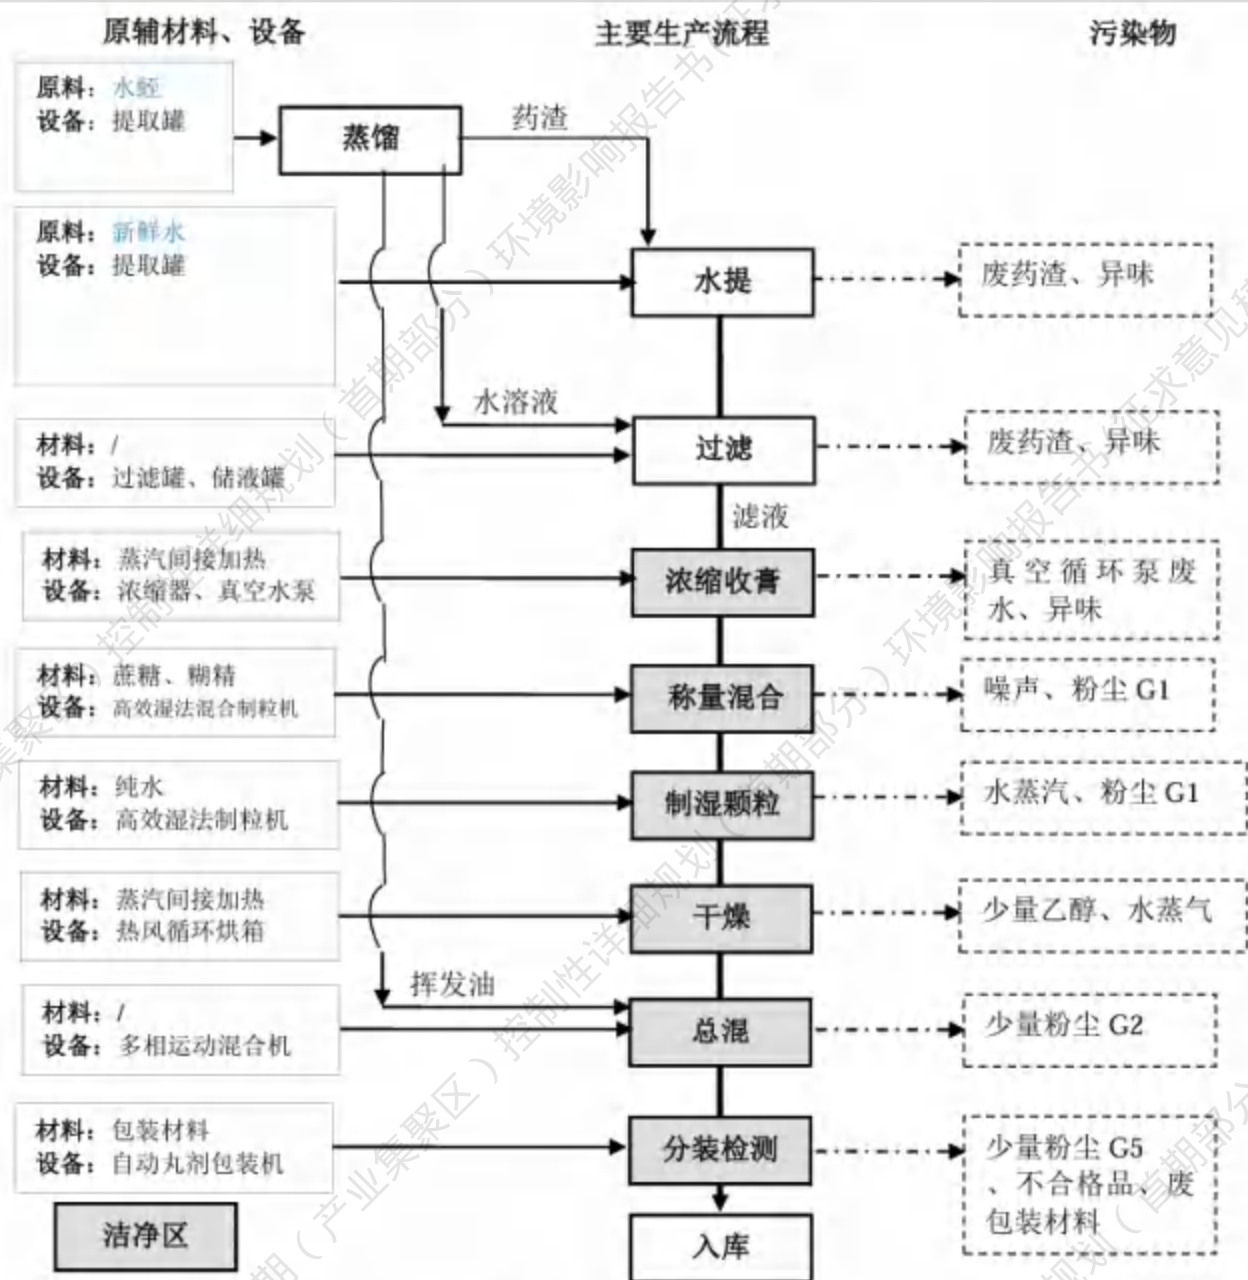 原辅材料、设备
主要生产流程
污染物
原料：水蛭
设备：提取罐
蒸馏
药渣
原料：新鲜水
设备：提取罐
水提
废药渣、异味
水溶液
材料：/
设备：过滤罐、储液罐
过滤
废药渣、异味
滤液
材料：蒸汽间接加热
设备：浓缩器、真空水泵
浓缩收膏
真空循环泵废
水、异味
材料：蔗糖、糊精
设备：高效湿法混合制粒机
称量混合
噪声、粉尘 G1
材料：纯水
设备：高效湿法制粒机
制湿颗粒
水蒸汽、粉尘 G1
材料：蒸汽间接加热
设备：热风循环烘箱
干燥
少量乙醇、水蒸气
挥发油
材料：/
设备：多相运动混合机
总混
少量粉尘 G2
材料：包装材料
设备：自动丸剂包装机
分装检测
少量粉尘 G5
、不合格品、废
包装材料
洁净区
入库